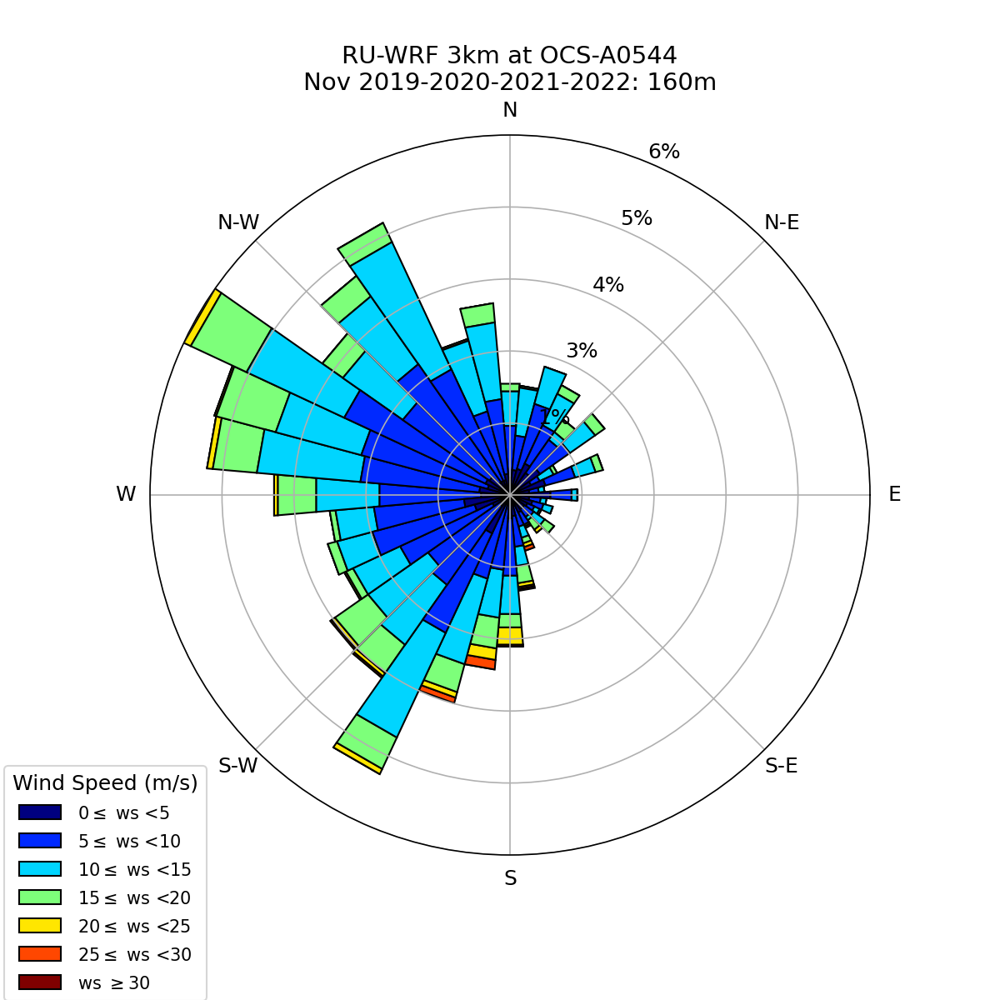 RU-WRF 3km at OCS-A0544
Nov 2019-2020-2021-2022: 160m
N
6%
5%
N-W
N-E
4%
3%
1%
W
E
S-W
S-E
S
Wind Speed (m/s)
0≤ ws <5
5≤ ws <10
10≤ ws <15
15≤ ws <20
20≤ ws <25
25≤ ws <30
ws ≥30